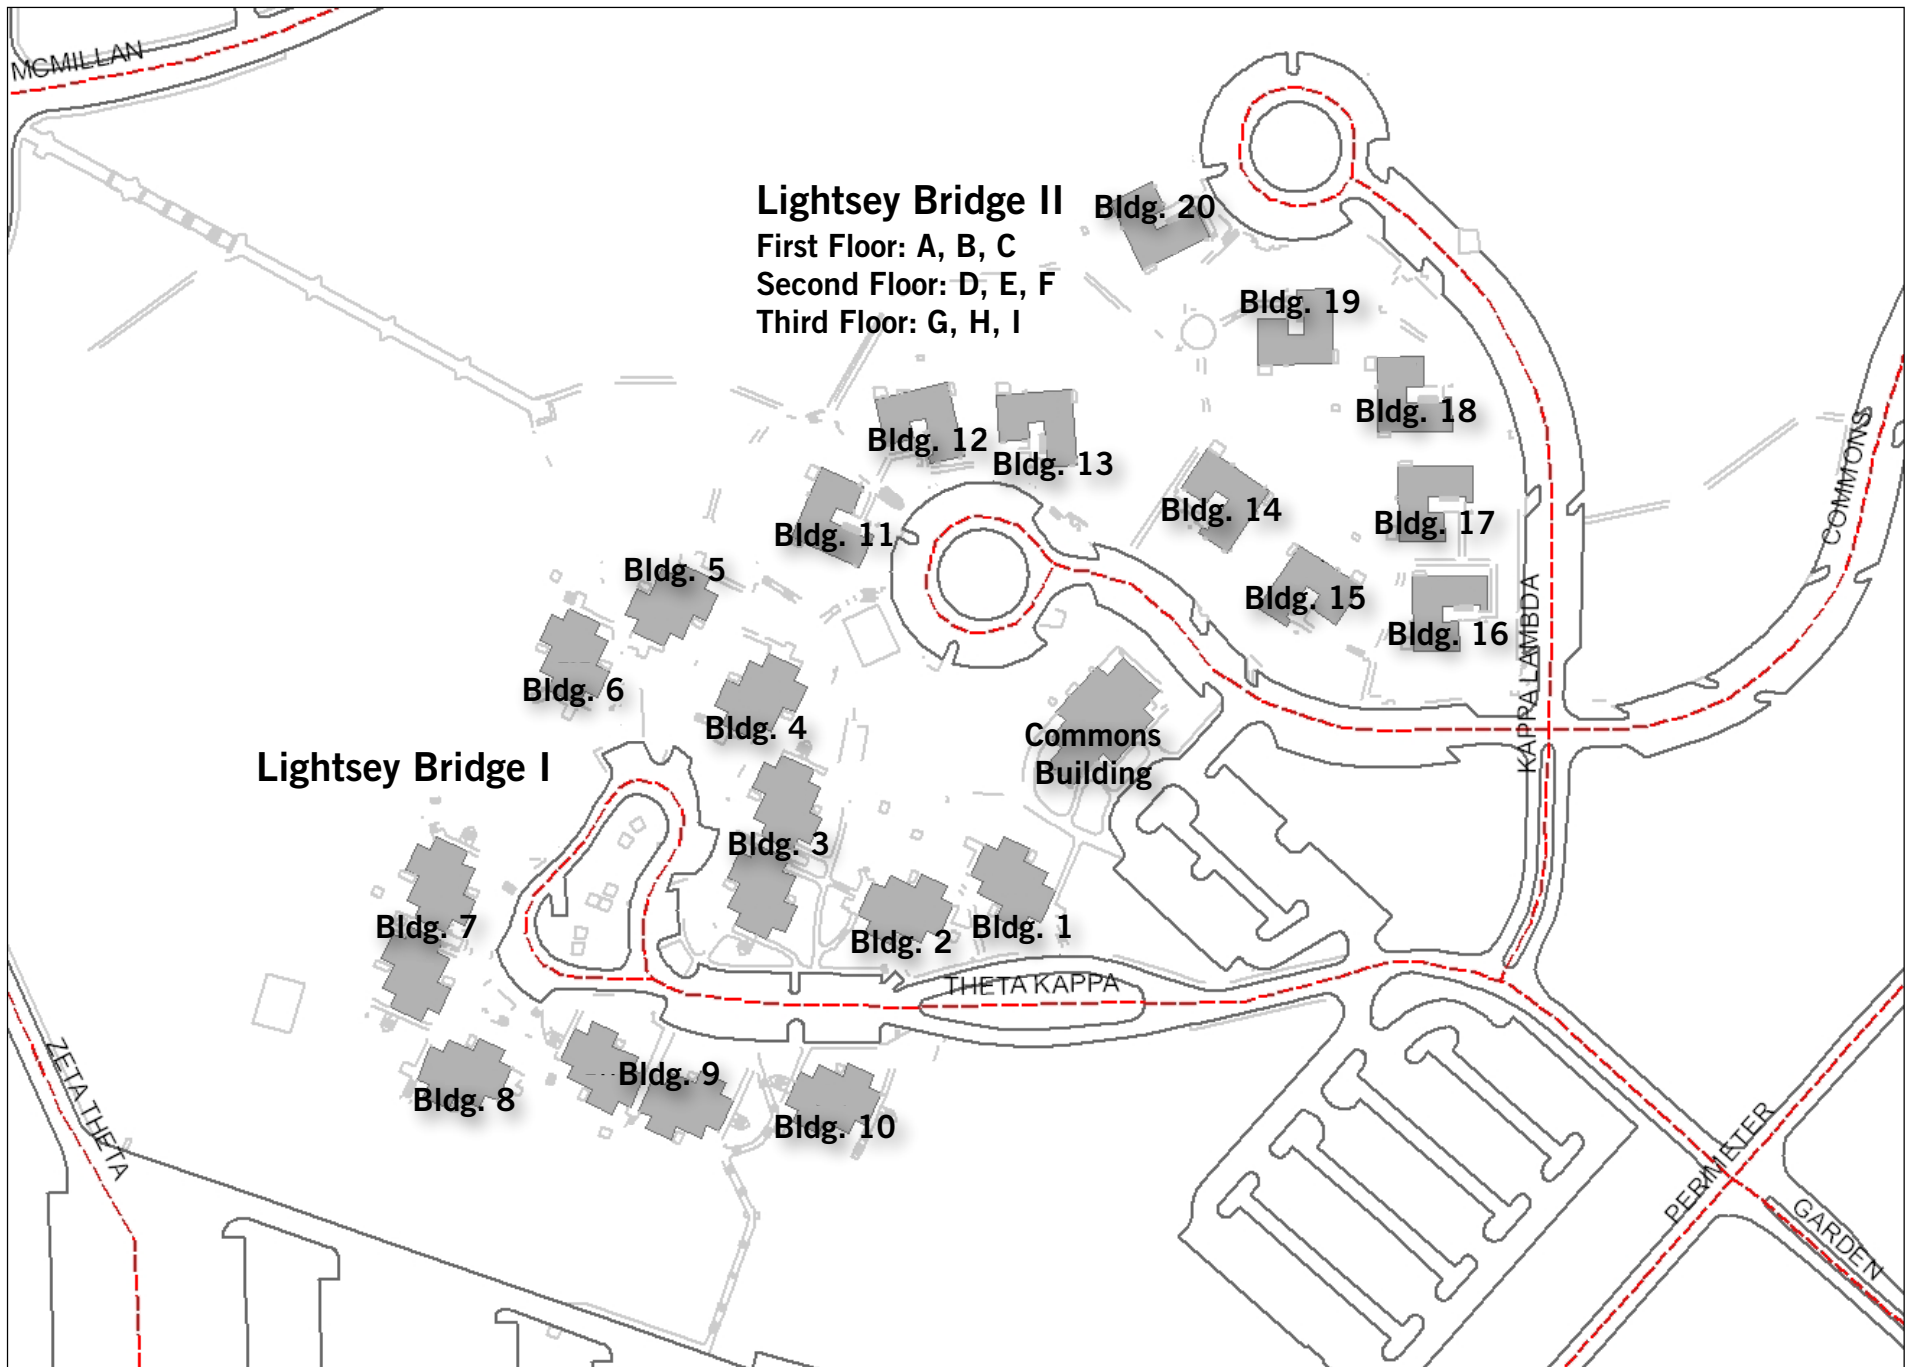 MCMILLAN
Lightsey Bridge II
First Floor: A, B, C
Second Floor: D, E, F
Third Floor: G, H, I
Bldg. 20
Bldg. 19
Bldg. 18
Bldg. 12
Bldg. 13
Bldg. 14
Bldg. 17
Bldg. 11
COMMONS
Bldg. 5
Bldg. 15
Bldg. 16
KAPPA LAMBDA
Bldg. 6
Bldg. 4
Commons
Building
Lightsey Bridge I
Bldg. 3
Bldg. 7
Bldg. 2
Bldg. 1
THETA KAPPA
ZETA THETA
Bldg. 9
Bldg. 8
Bldg. 10
PERIMETER
GARDEN